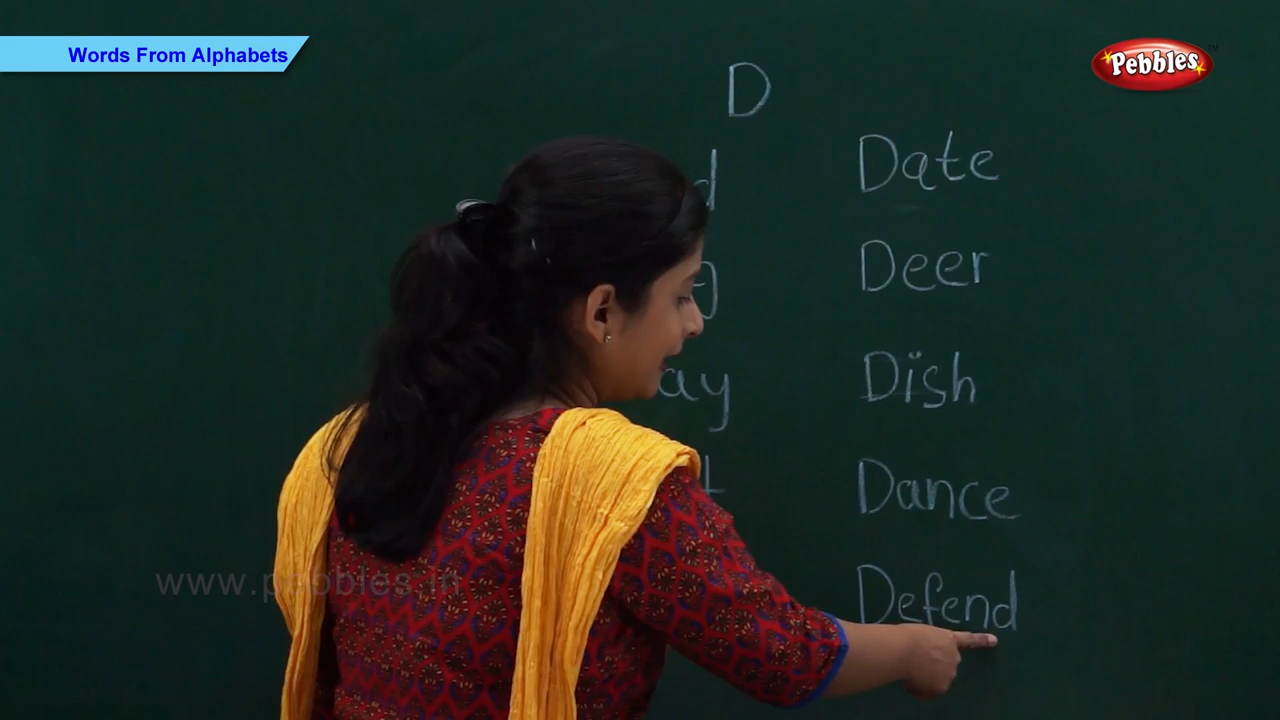 Words From Alphabets
Pebbles
D
Date
Deer
Dish
Dance
Defend
www.pebbles.in